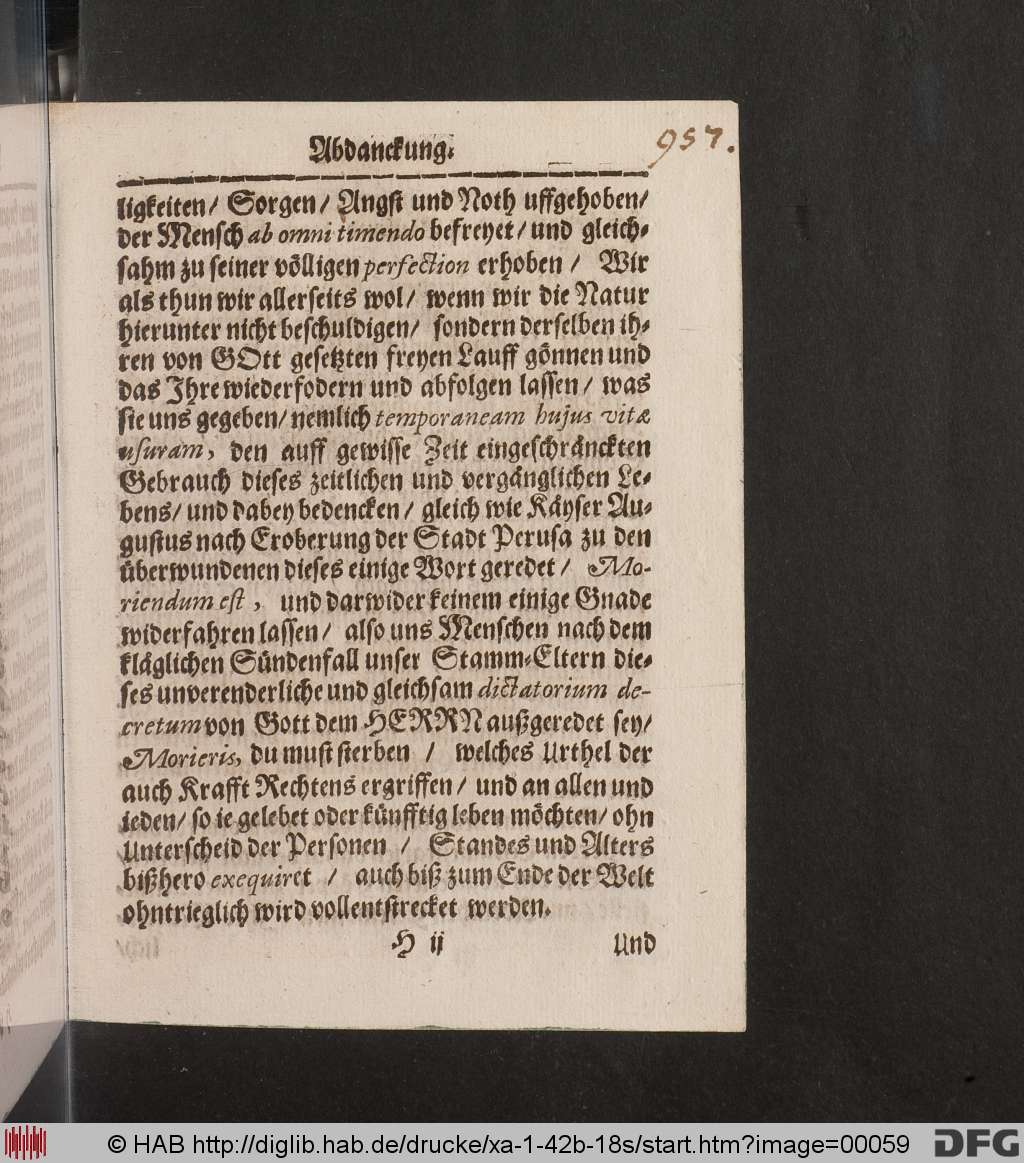 Abdanckung.
957.
ligkeiten/ Sorgen/ Angst und Noth uffgehoben/
der Mensch ab omni timendo befreyet/ und gleich-
sahm zu seiner völligen perfection erhoben / Wir
als thun wir allerseits wol/ wenn wir die Natur
hierunter nicht beschuldigen/ sondern derselben ih-
ren von GOtt gesetzten freyen Lauff gönnen und
das Ihre wiederfodern und abfolgen lassen/ was
sie uns gegeben/ nemlich temporaneam hujus vitæ
usuram, den auff gewisse Zeit eingeschränckten
Gebrauch dieses zeitlichen und vergänglichen Le-
bens/ und dabey bedencken/ gleich wie Käyser Au-
gustus nach Eroberung der Stadt Perusa zu den
überwundenen dieses einige Wort geredet/ Mo-
riendum est, und darwider keinem einige Gnade
widerfahren lassen/ also uns Menschen nach dem
kläglichen Sündenfall unser Stamm-Eltern die-
ses unverenderliche und gleichsam dictatorium de-
cretum von Gott dem HERRN außgeredet sey/
Morieris, du must sterben / welches Urthel der
auch Krafft Rechtens ergriffen/ und an allen und
ieden/ so ie gelebet oder künfftig leben möchten/ ohn
Unterscheid der Personen / Standes und Alters
bißhero exequiret / auch biß zum Ende der Welt
ohntrieglich wird vollentstrecket werden.
H ij Und
© HAB http://diglib.hab.de/drucke/xa-1-42b-18s/start.htm?image=00059
DFG